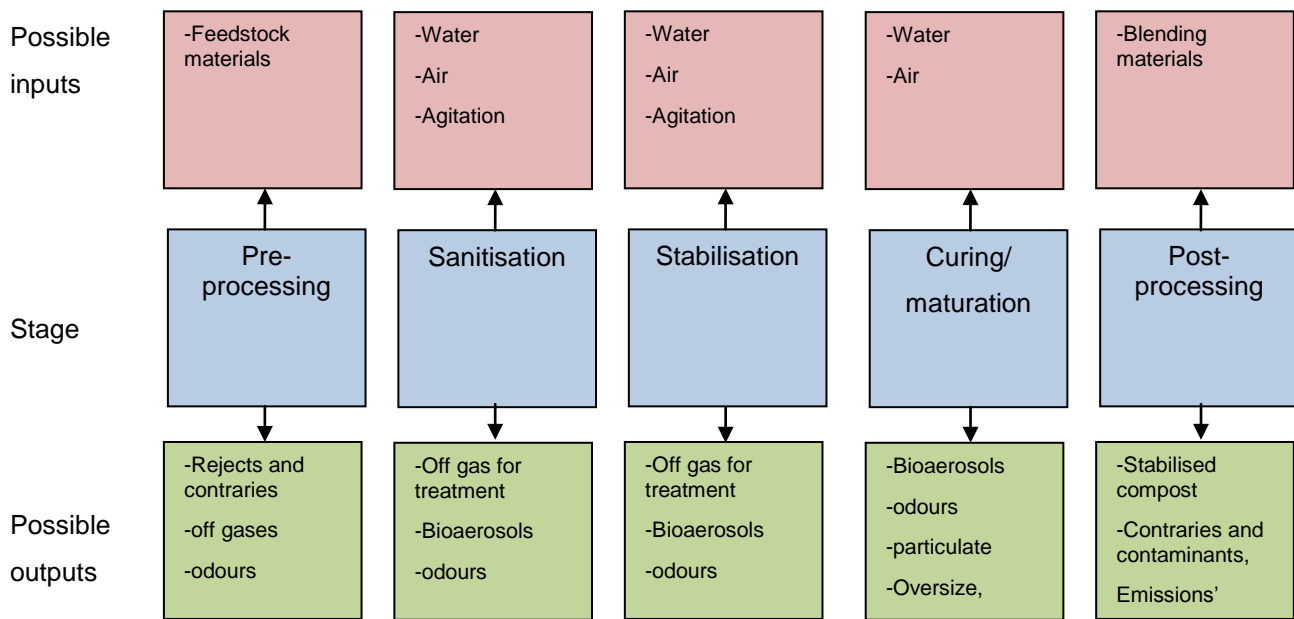 Possible
inputs
-Feedstock
materials
-Water
-Air
-Agitation
-Water
-Air
-Agitation
-Water
-Air
-Blending
materials
Stage
Pre-
processing
Sanitisation
Stabilisation
Curing/
maturation
Post-
processing
Possible
outputs
-Rejects and
contraries
-off gases
-odours
-Off gas for
treatment
-Bioaerosols
-odours
-Off gas for
treatment
-Bioaerosols
-odours
-Bioaerosols
-odours
-particulate
-Oversize,
-Stabilised
compost
-Contraries and
contaminants,
Emissions’